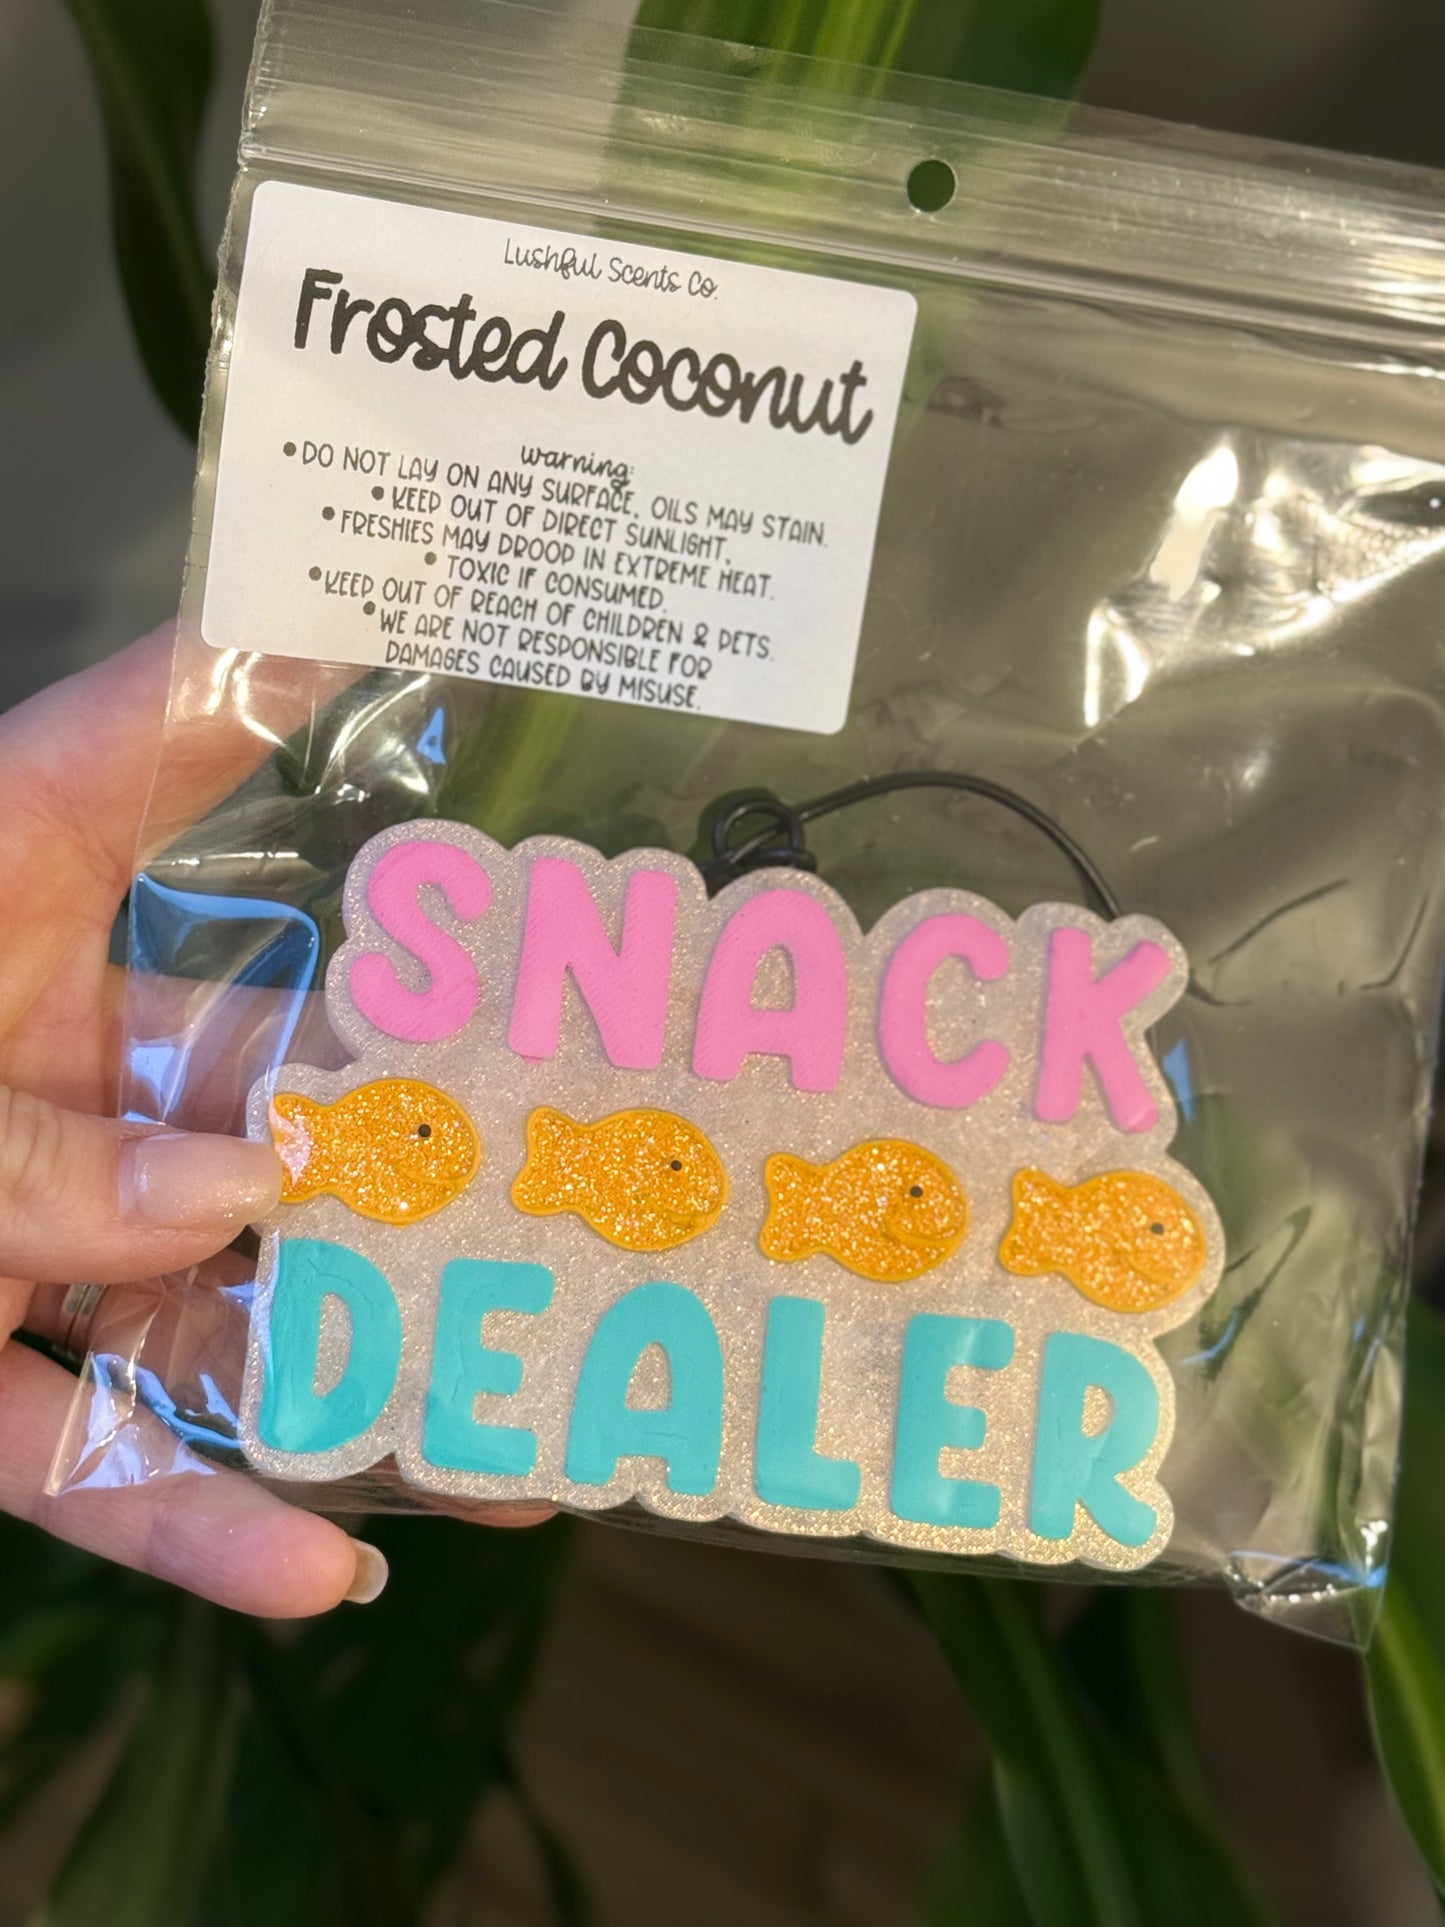 Lushful Scents Co.
Frosted Coconut
warning:
• DO NOT LAY ON ANY SURFACE. OILS MAY STAIN.
• KEEP OUT OF DIRECT SUNLIGHT.
• FRESHIES MAY DROOP IN EXTREME HEAT.
• TOXIC IF CONSUMED.
• KEEP OUT OF REACH OF CHILDREN & PETS.
• WE ARE NOT RESPONSIBLE FOR
DAMAGES CAUSED BY MISUSE.
SNACK
DEALER